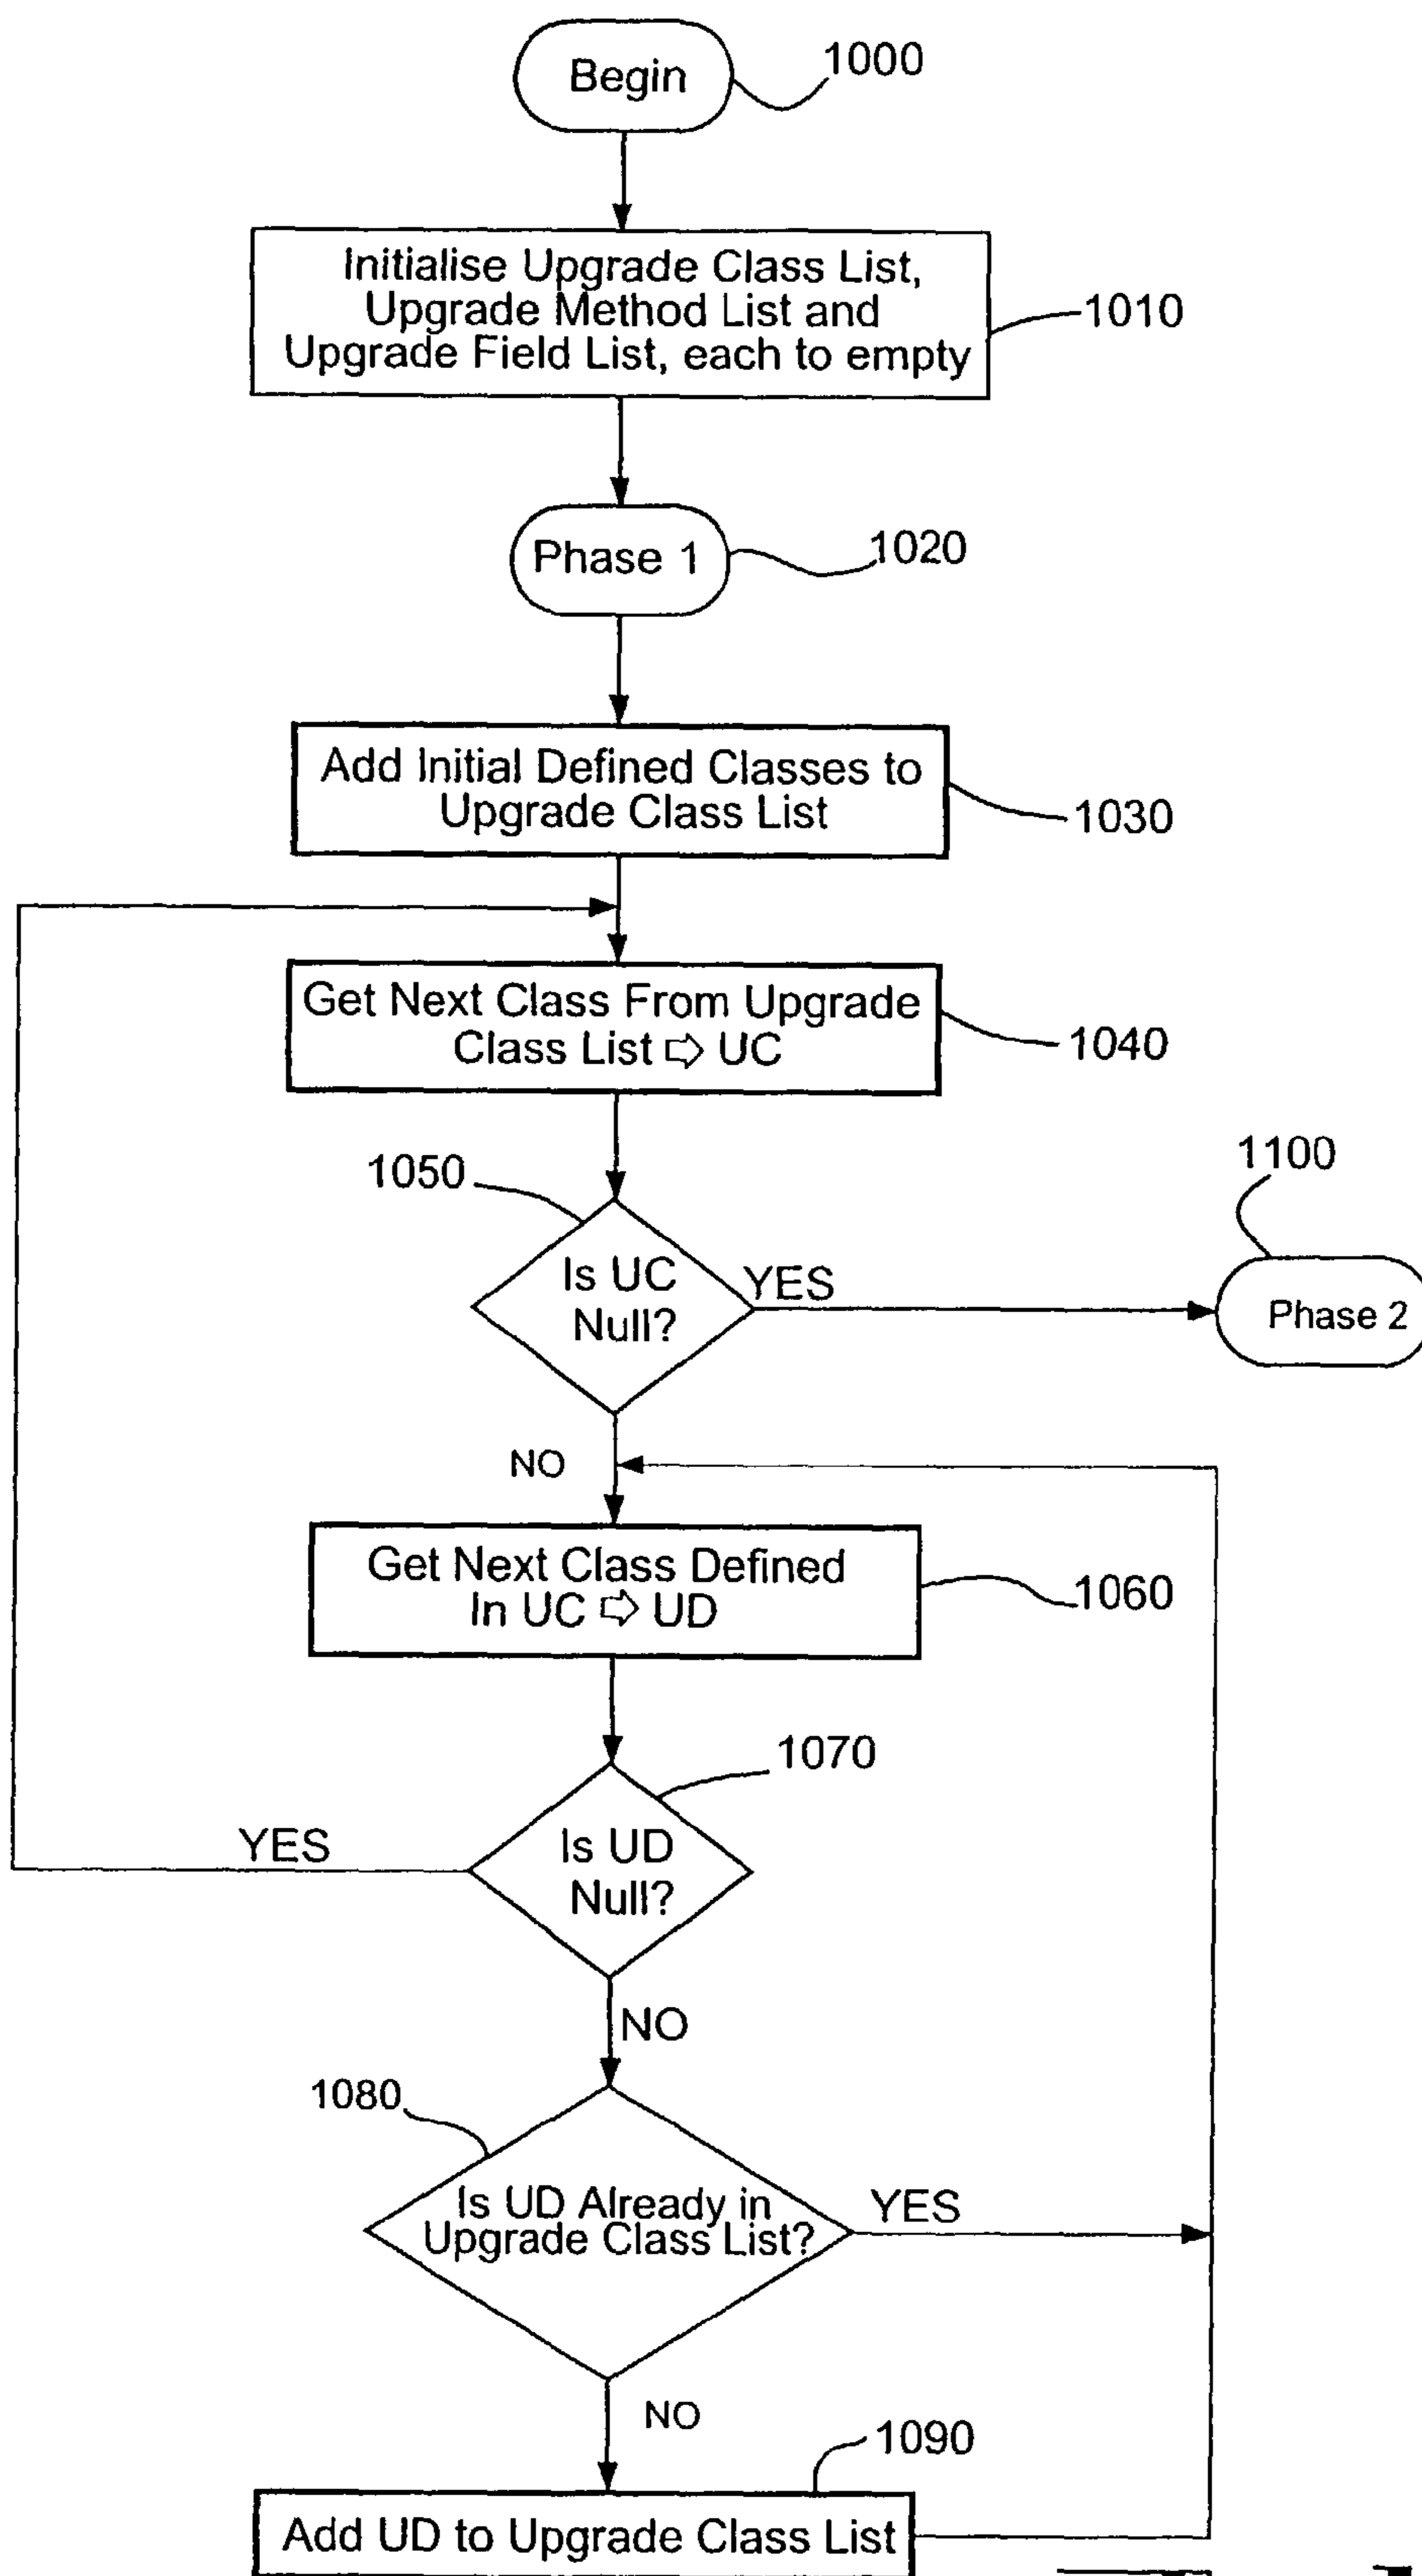 Begin
1000
Initialise Upgrade Class List,
Upgrade Method List and
Upgrade Field List, each to empty
1010
Phase 1
1020
Add Initial Defined Classes to
Upgrade Class List
1030
Get Next Class From Upgrade
Class List ⇨ UC
1040
1050
Is UC
Null?
YES
1100
Phase 2
NO
Get Next Class Defined
In UC ⇨ UD
1060
1070
Is UD
Null?
YES
NO
1080
Is UD Already in
Upgrade Class List?
YES
NO
1090
Add UD to Upgrade Class List